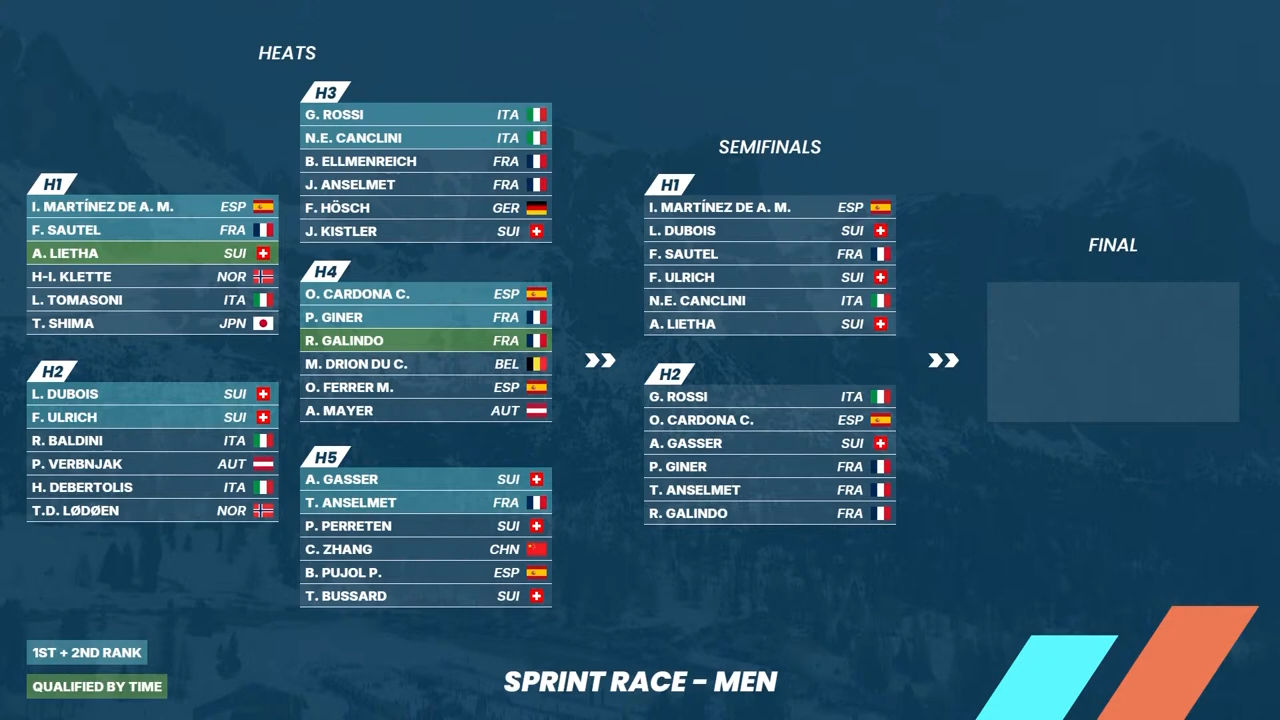 HEATS
H1
I. MARTÍNEZ DE A. M. ESP
F. SAUTEL FRA
A. LIETHA SUI
H-I. KLETTE NOR
L. TOMASONI ITA
T. SHIMA JPN
H2
L. DUBOIS SUI
F. ULRICH SUI
R. BALDINI ITA
P. VERBNJAK AUT
H. DEBERTOLIS ITA
T.D. LØDØEN NOR
H3
G. ROSSI ITA
N.E. CANCLINI ITA
B. ELLMENREICH FRA
J. ANSELMET FRA
F. HÖSCH GER
J. KISTLER SUI
H4
O. CARDONA C. ESP
P. GINER FRA
R. GALINDO FRA
M. DRION DU C. BEL
O. FERRER M. ESP
A. MAYER AUT
H5
A. GASSER SUI
T. ANSELMET FRA
P. PERRETEN SUI
C. ZHANG CHN
B. PUJOL P. ESP
T. BUSSARD SUI
SEMIFINALS
H1
I. MARTÍNEZ DE A. M. ESP
L. DUBOIS SUI
F. SAUTEL FRA
F. ULRICH SUI
N.E. CANCLINI ITA
A. LIETHA SUI
H2
G. ROSSI ITA
O. CARDONA C. ESP
A. GASSER SUI
P. GINER FRA
T. ANSELMET FRA
R. GALINDO FRA
FINAL
1ST + 2ND RANK
QUALIFIED BY TIME
SPRINT RACE – MEN